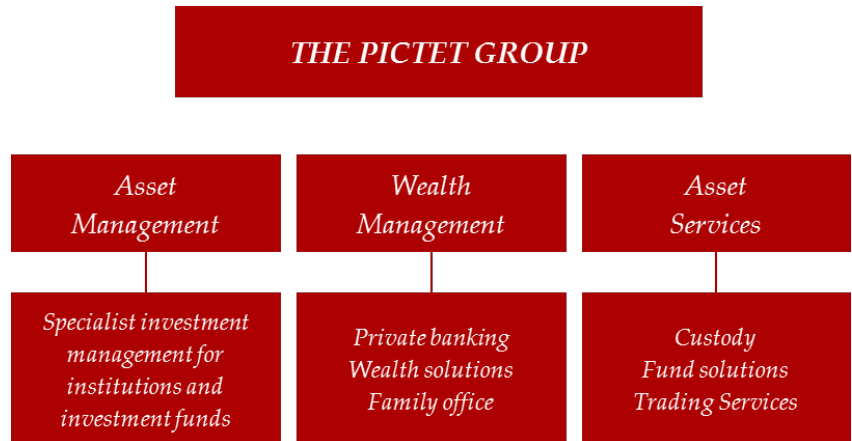 THE PICTET GROUP
Asset
Management
Wealth
Management
Asset
Services
Specialist investment
management for
institutions and
investment funds
Private banking
Wealth solutions
Family office
Custody
Fund solutions
Trading Services